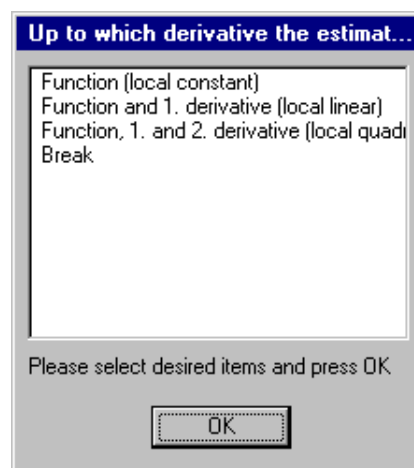 Up to which derivative the estimat...
Function (local constant)
Function and 1. derivative (local linear)
Function, 1. and 2. derivative (local quadr
Break
Please select desired items and press OK
OK